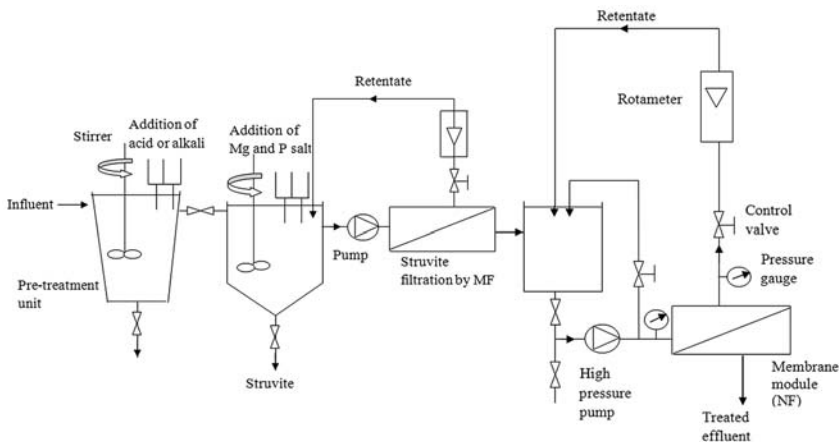 Retentate
Rotameter
Retentate
Addition of
acid or alkali
Stirrer
Addition of
Mg and P salt
Influent
Control
valve
Pump
Struvite
filtration by MF
Pressure
gauge
Pre-treatment
unit
Struvite
High
pressure
pump
Membrane
module
(NF)
Treated
effluent